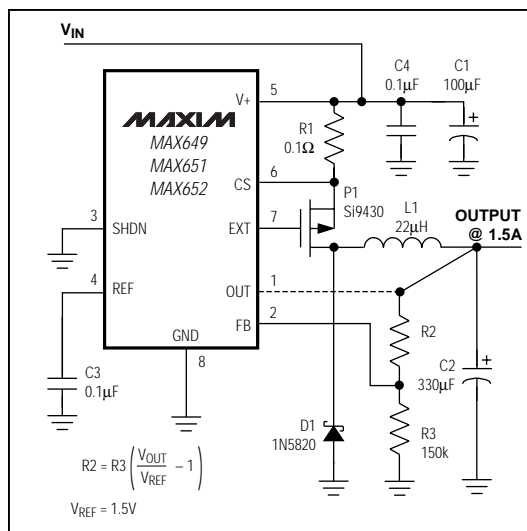 VIN
C4
0.1µF
C1
100µF
+
5
V+
MAXIM
MAX649
MAX651
MAX652
R1
0.1Ω
6
CS
P1
Si9430
L1
22µH
OUTPUT
@ 1.5A
3
SHDN
EXT
7
4
REF
OUT
1
FB
2
R2
GND
8
C3
0.1µF
C2
330µF
+
D1
1N5820
R3
150k
R2 = R3 (VOUT/VREF − 1)
VREF = 1.5V